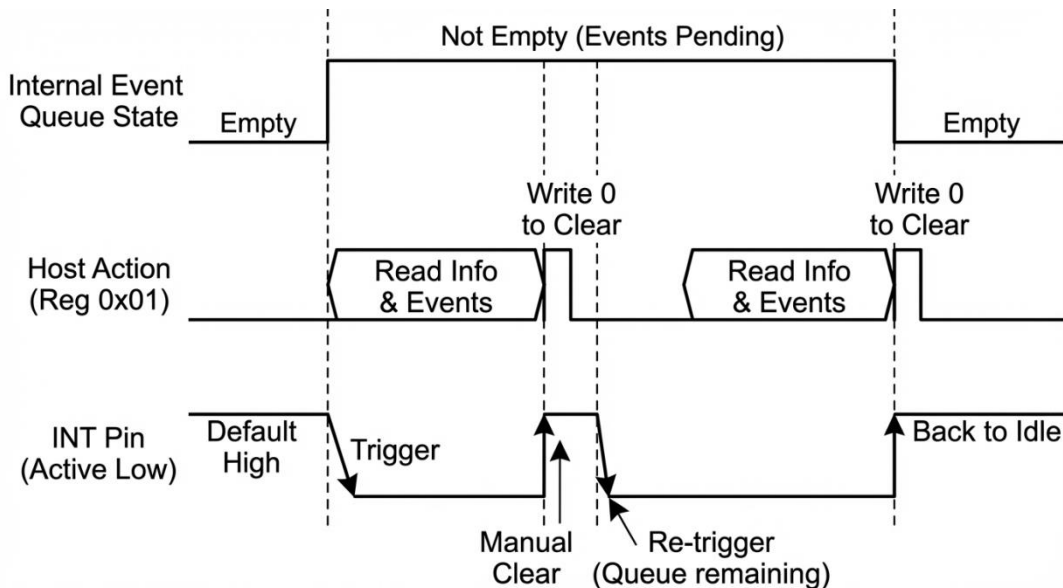 Not Empty (Events Pending)
Internal Event
Queue State
Empty
Empty
Write 0
to Clear
Write 0
to Clear
Host Action
(Reg 0x01)
Read Info
& Events
Read Info
& Events
INT Pin
(Active Low)
Default
High
Trigger
Back to Idle
Manual
Clear
Re-trigger
(Queue remaining)